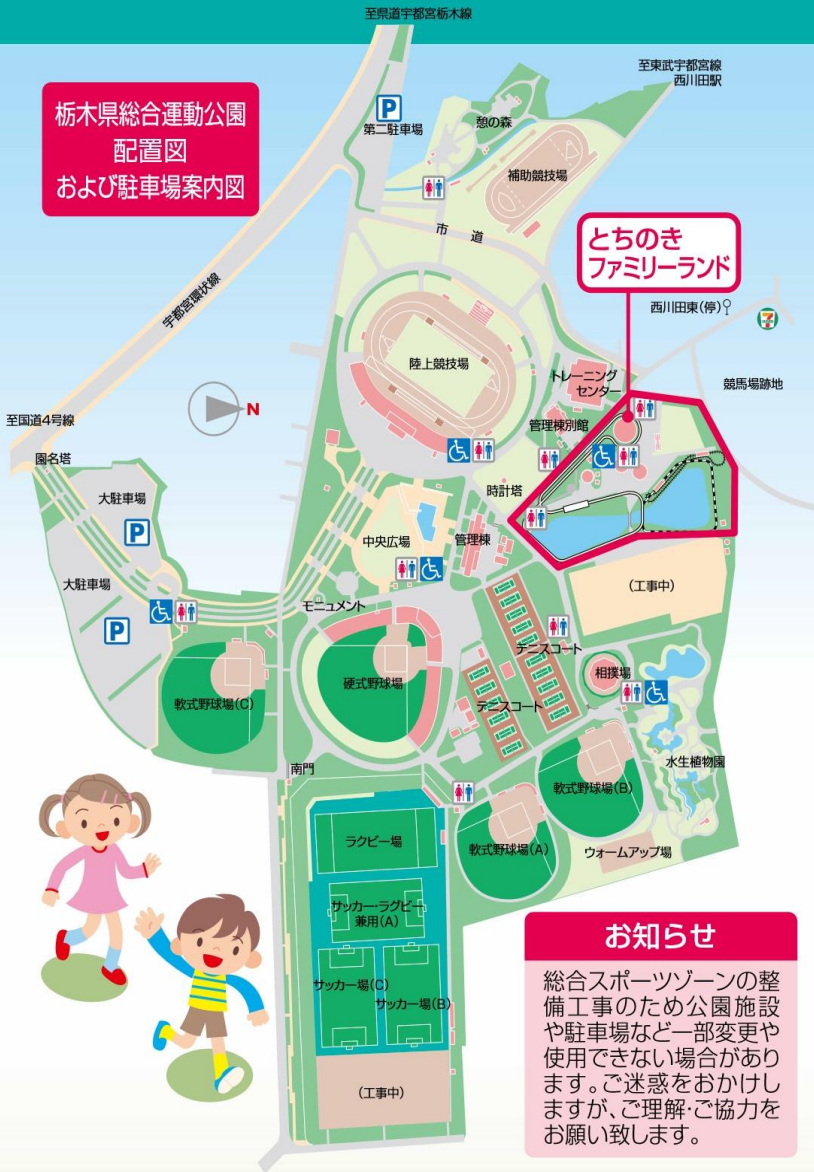 至県道宇都宮栃木線
至東武宇都宮線
西川田駅
栃木県総合運動公園
配置図
および駐車場案内図
P
第二駐車場
憩の森
補助競技場
市道
とちのき
ファミリーランド
西川田東(停)
7
宇都宮環状線
陸上競技場
トレーニング
センター
競馬場跡地
N
管理棟別館
至国道4号線
園名塔
大駐車場
P
時計塔
中央広場
管理棟
(工事中)
大駐車場
P
モニュメント
テニスコート
相撲場
軟式野球場(C)
硬式野球場
テニスコート
水生植物園
南門
軟式野球場(B)
ラクビー場
軟式野球場(A)
ウォームアップ場
サッカー・ラグビー
兼用(A)
サッカー場(C)
サッカー場(B)
(工事中)
お知らせ
総合スポーツゾーンの整
備工事のため公園施設
や駐車場など一部変更や
使用できない場合があり
ます。ご迷惑をおかけし
ますが、ご理解・ご協力を
お願い致します。